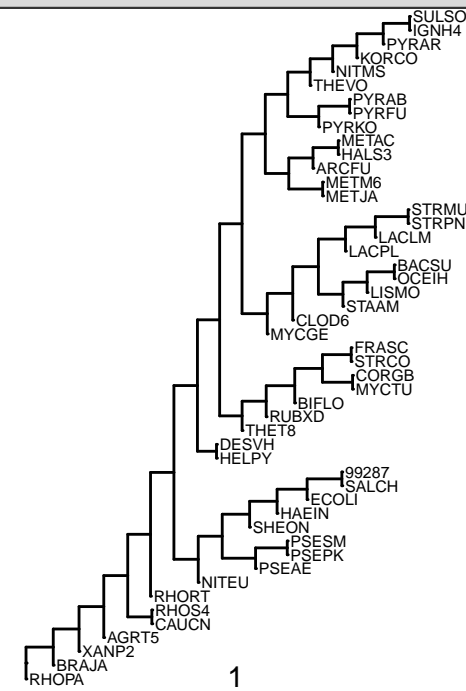 SULSO
IGNH4
PYRAR
KORCO
NITMS
THEVO
PYRAB
PYRFU
PYRKO
METAC
HALS3
ARCFU
METM6
METJA
STRMU
STRPN
LACLM
LACPL
BACSU
OCEIH
LISMO
STAAM
CLOD6
MYCGE
FRASC
STRCO
CORGB
MYCTU
BIFLO
RUBXD
THET8
DESVH
HELPY
99287
SALCH
ECOLI
HAEIN
SHEON
PSESM
PSEPK
PSEAE
NITEU
RHORT
RHOS4
CAUCN
AGRT5
XANP2
BRAJA
RHOPA
1